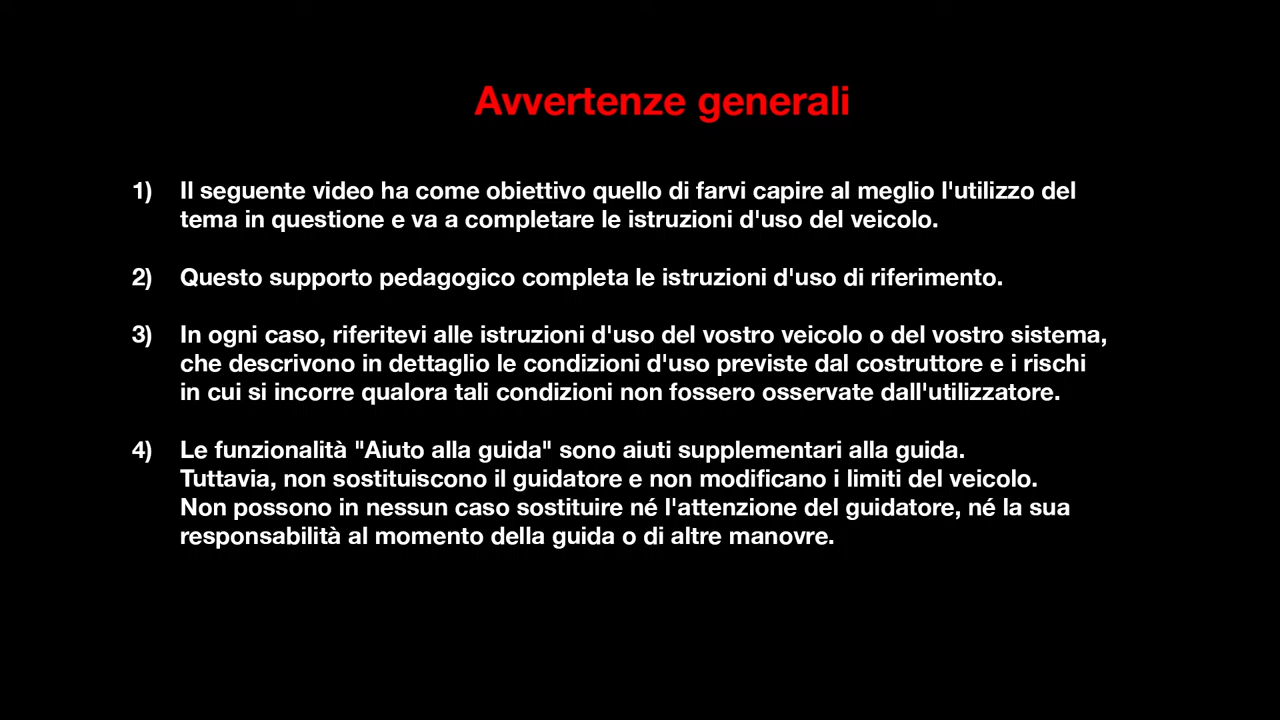 Avvertenze generali
1) Il seguente video ha come obiettivo quello di farvi capire al meglio l'utilizzo del
tema in questione e va a completare le istruzioni d'uso del veicolo.
2) Questo supporto pedagogico completa le istruzioni d'uso di riferimento.
3) In ogni caso, riferitevi alle istruzioni d'uso del vostro veicolo o del vostro sistema,
che descrivono in dettaglio le condizioni d'uso previste dal costruttore e i rischi
in cui si incorre qualora tali condizioni non fossero osservate dall'utilizzatore.
4) Le funzionalità "Aiuto alla guida" sono aiuti supplementari alla guida.
Tuttavia, non sostituiscono il guidatore e non modificano i limiti del veicolo.
Non possono in nessun caso sostituire né l'attenzione del guidatore, né la sua
responsabilità al momento della guida o di altre manovre.